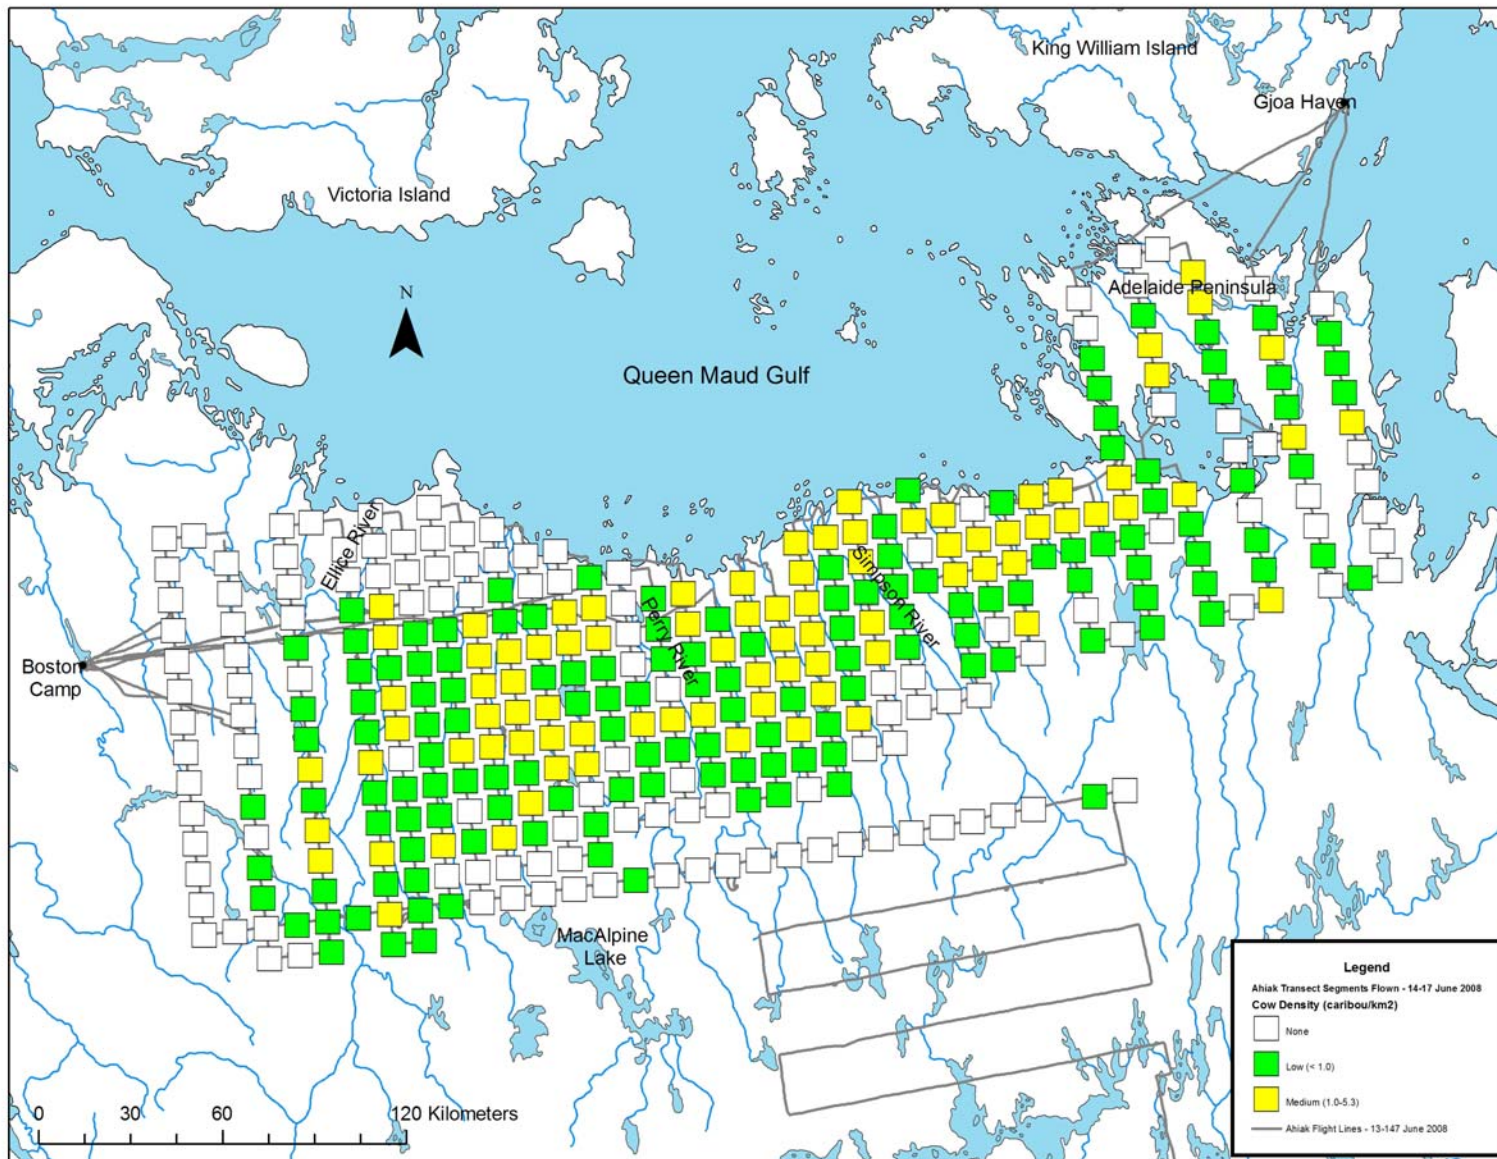 King William Island
Gjoa Haven
Victoria Island
N
Adelaide Peninsula
Queen Maud Gulf
Ellice River
Simpson River
Perry River
Boston
Camp
MacAlpine
Lake
0 30 60 120 Kilometers
Legend
Ahiak Transect Segments Flown - 14-17 June 2008
Cow Density (caribou/km2)
None
Low (< 1.0)
Medium (1.0-5.3)
Ahiak Flight Lines - 13-147 June 2008